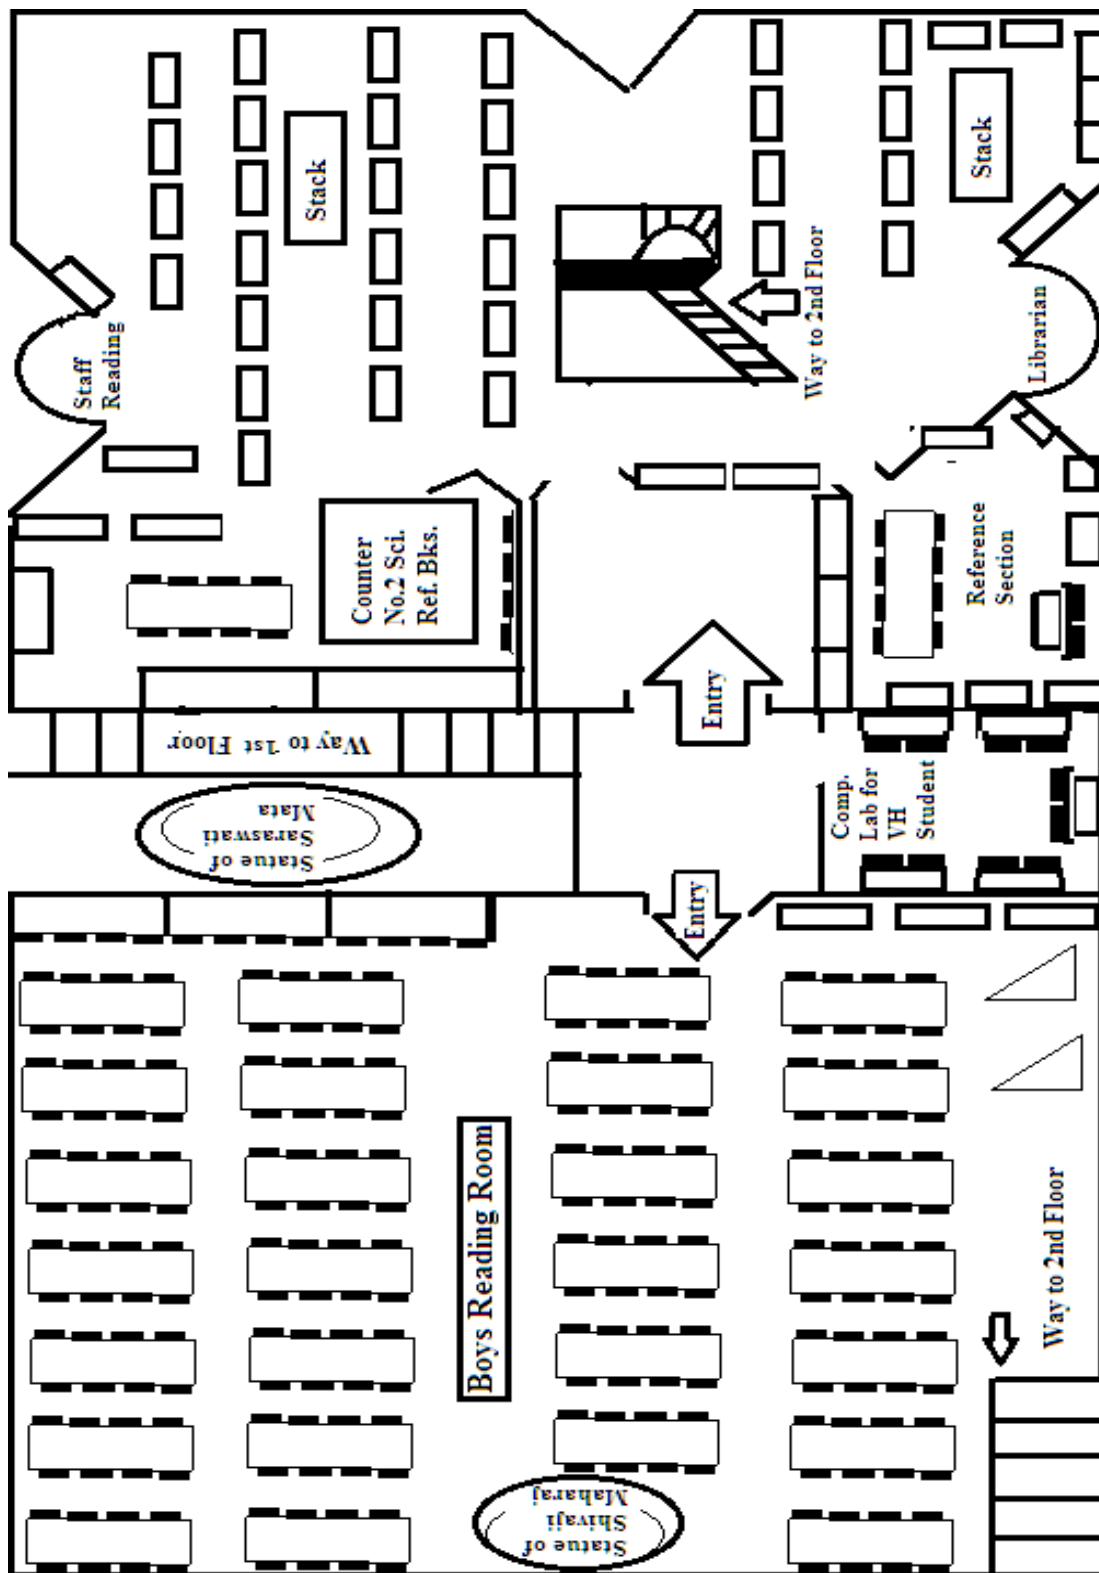 Stack
Stack
Staff
Reading
Way to 2nd Floor
Librarian
Counter
No.2 Sci.
Ref. Bks.
Reference
Section
Entry
Way to 1st Floor
Statue of
Saraswati
Mata
Comp.
Lab for
VH
Student
Entry
Boys Reading Room
Way to 2nd Floor
Statue of
Shivaji
Maharaj